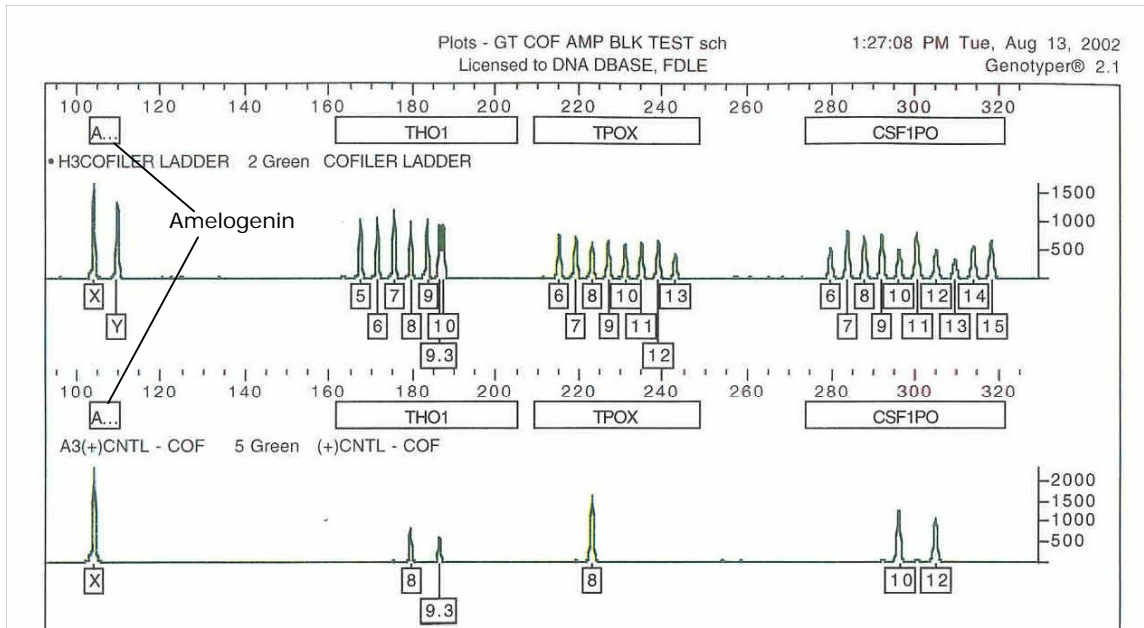 Plots - GT COF AMP BLK TEST sch 1:27:08 PM Tue, Aug 13, 2002
Licensed to DNA DBASE, FDLE Genotyper® 2.1
100 120 140 160 180 200 220 240 260 280 300 320
A... THO1 TPOX CSF1PO
• H3COFILER LADDER 2 Green COFILER LADDER
1500
Amelogenin
1000
500
X 5 7 9 6 8 10 13 6 8 10 12 14
Y 6 8 10 7 9 11 7 9 11 13 15
9.3 12
100 120 140 160 180 200 220 240 260 280 300 320
A... THO1 TPOX CSF1PO
A3(+)CNTL - COF 5 Green (+)CNTL - COF
2000
1500
1000
500
X 8 8 10 12
9.3